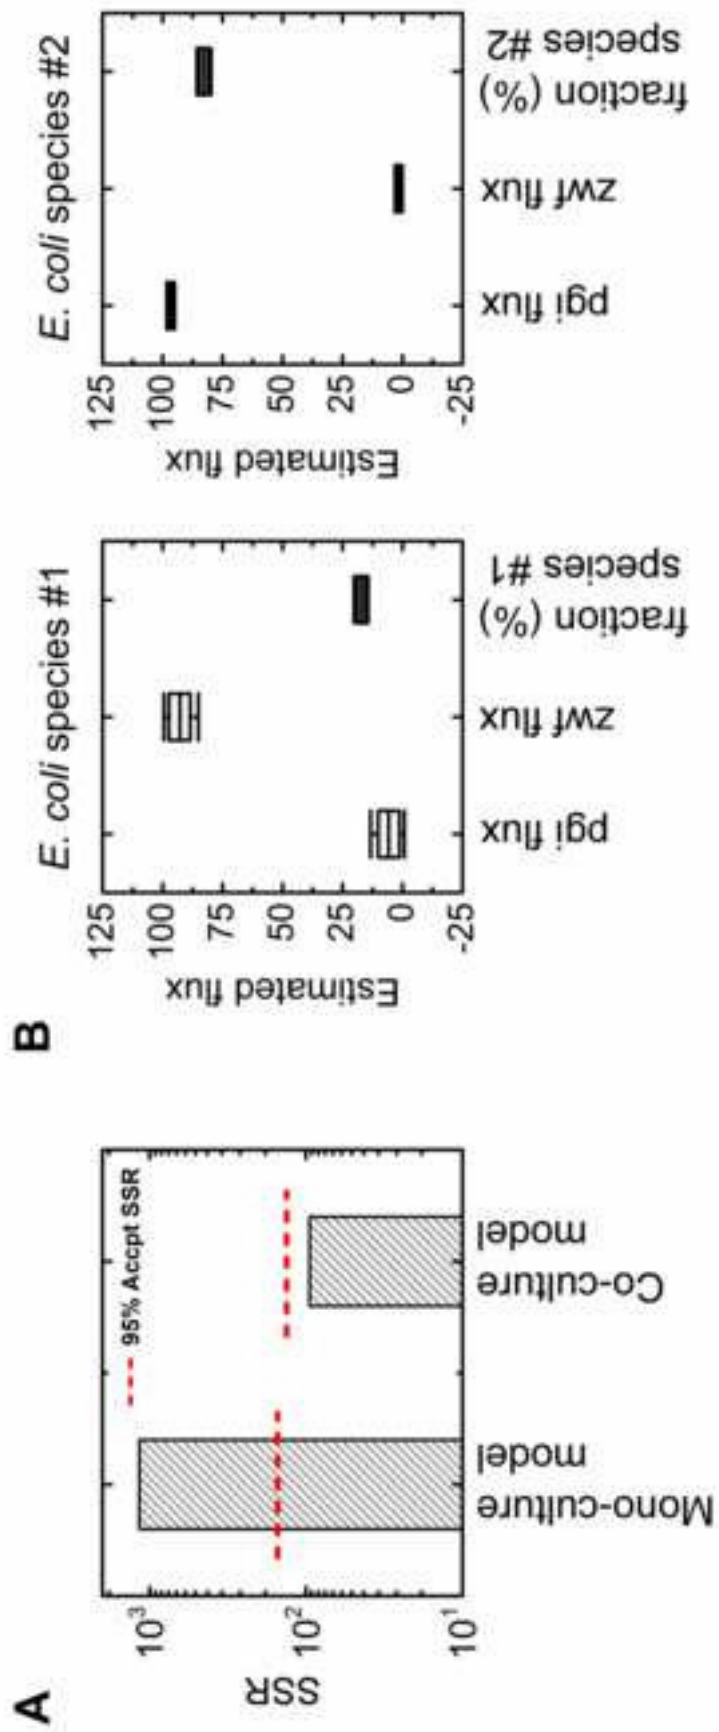 A
SSR
10³
10²
10¹
95% Accpt SSR
Mono-culture
model
Co-culture
model
B
E. coli species #1
Estimated flux
125
100
75
50
25
0
-25
pgi flux
zwf flux
fraction (%)
species #1
E. coli species #2
Estimated flux
125
100
75
50
25
0
-25
pgi flux
zwf flux
fraction (%)
species #2